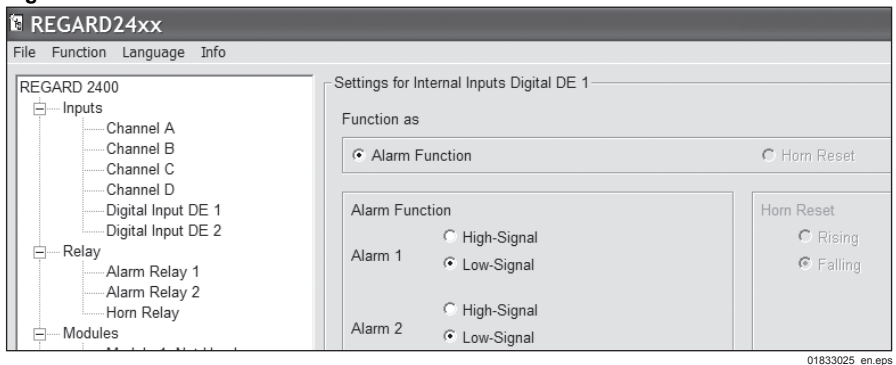 REGARD24xx
File Function Language Info
REGARD 2400
Inputs
Channel A
Channel B
Channel C
Channel D
Digital Input DE 1
Digital Input DE 2
Relay
Alarm Relay 1
Alarm Relay 2
Horn Relay
Modules
Settings for Internal Inputs Digital DE 1
Function as
Alarm Function
Horn Reset
Alarm Function
Alarm 1
High-Signal
Low-Signal
Alarm 2
High-Signal
Low-Signal
Horn Reset
Rising
Falling
01833025_en.eps